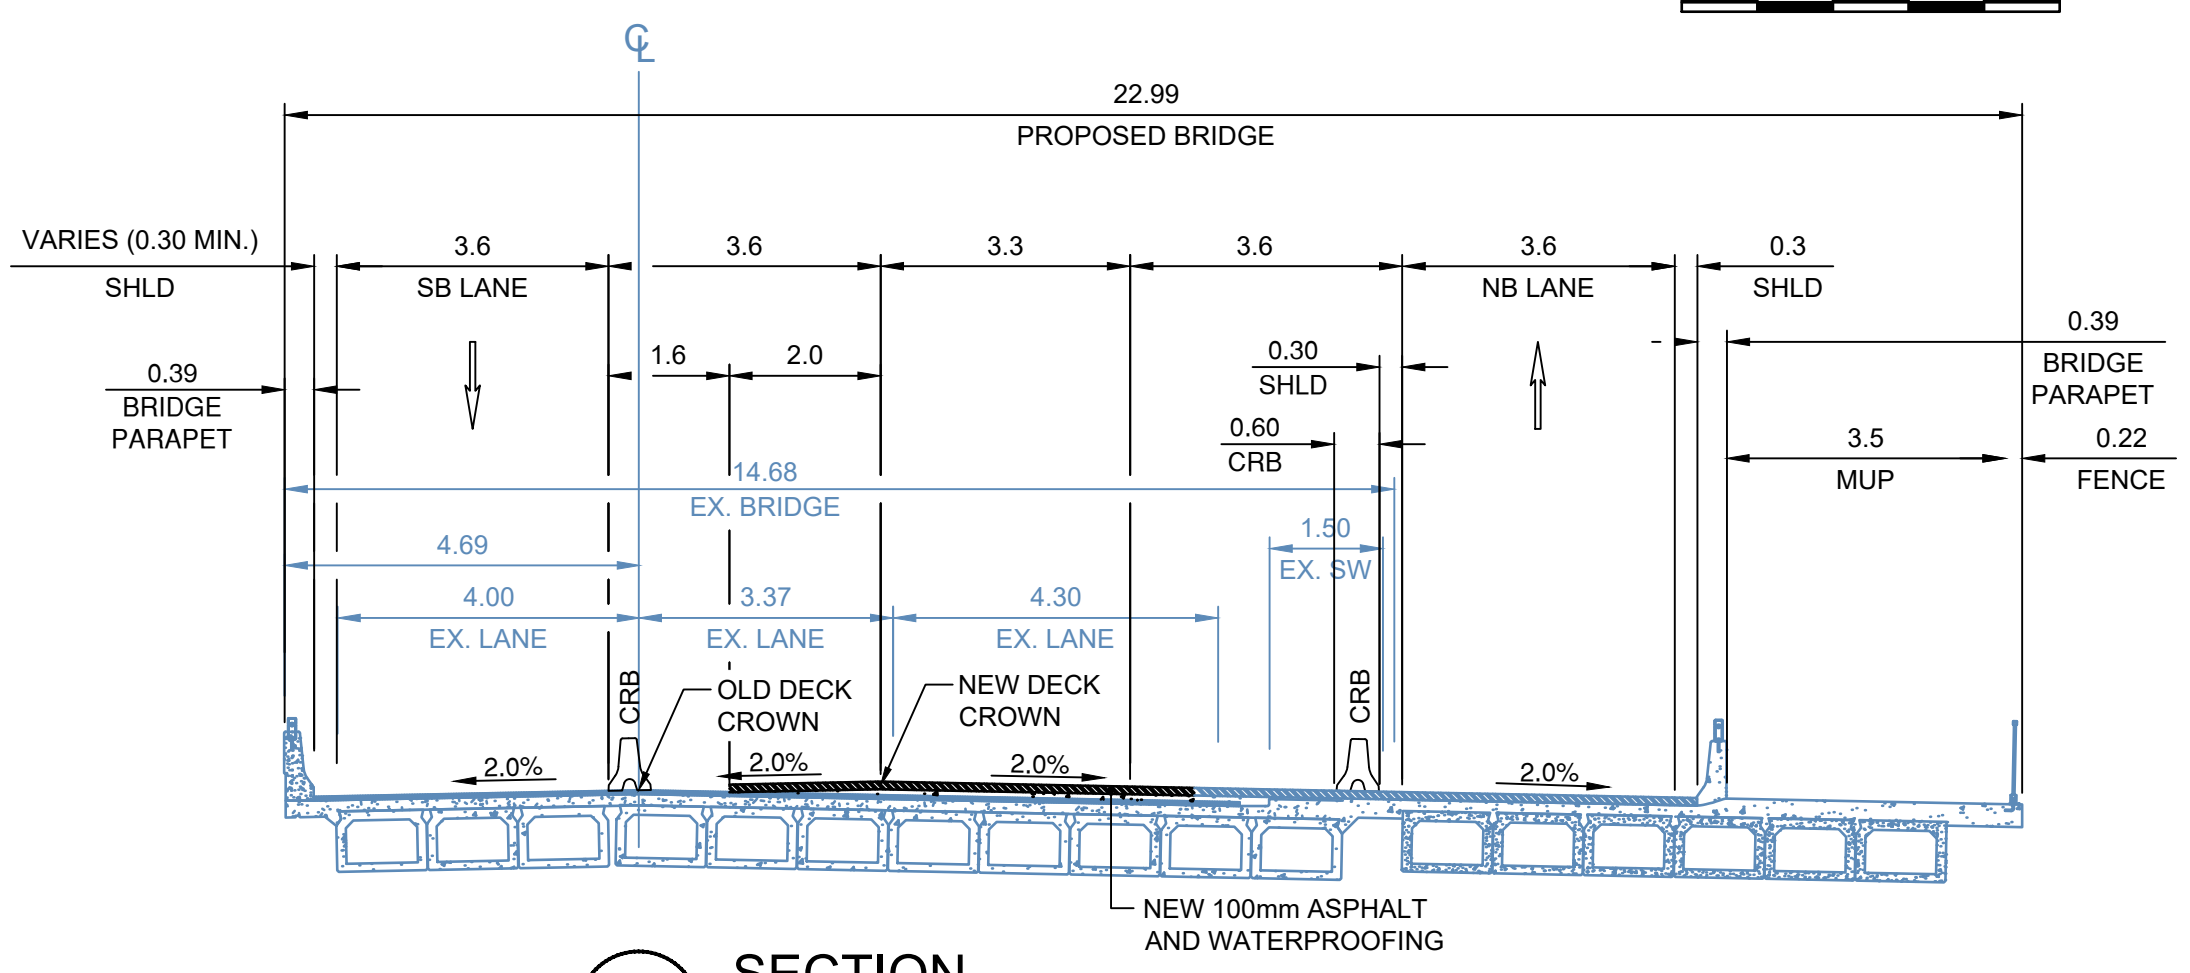 CL
22.99
PROPOSED BRIDGE
VARIES (0.30 MIN.)
SHLD
3.6
SB LANE
3.6
3.3
3.6
3.6
NB LANE
0.3
SHLD
0.39
BRIDGE
PARAPET
1.6
2.0
0.30
SHLD
0.39
BRIDGE
PARAPET
0.60
CRB
3.5
MUP
0.22
FENCE
14.68
EX. BRIDGE
4.69
1.50
EX. SW
4.00
EX. LANE
3.37
EX. LANE
4.30
EX. LANE
CRB
OLD DECK
CROWN
NEW DECK
CROWN
CRB
2.0%
2.0%
2.0%
2.0%
NEW 100mm ASPHALT
AND WATERPROOFING
SECTION